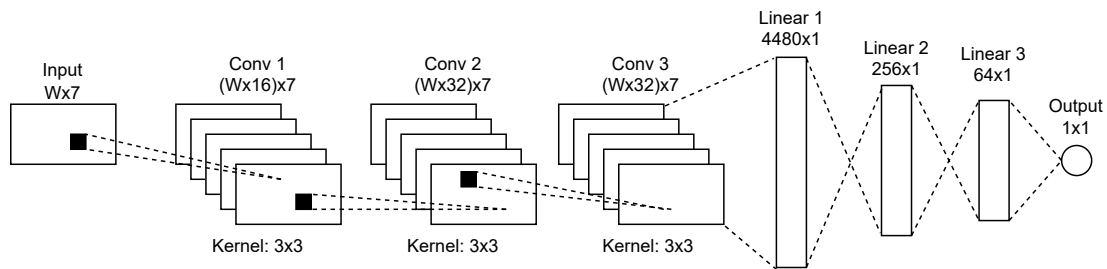 Input
Wx7
Conv 1
(Wx16)x7
Conv 2
(Wx32)x7
Conv 3
(Wx32)x7
Linear 1
4480x1
Linear 2
256x1
Linear 3
64x1
Output
1x1
Kernel: 3x3
Kernel: 3x3
Kernel: 3x3